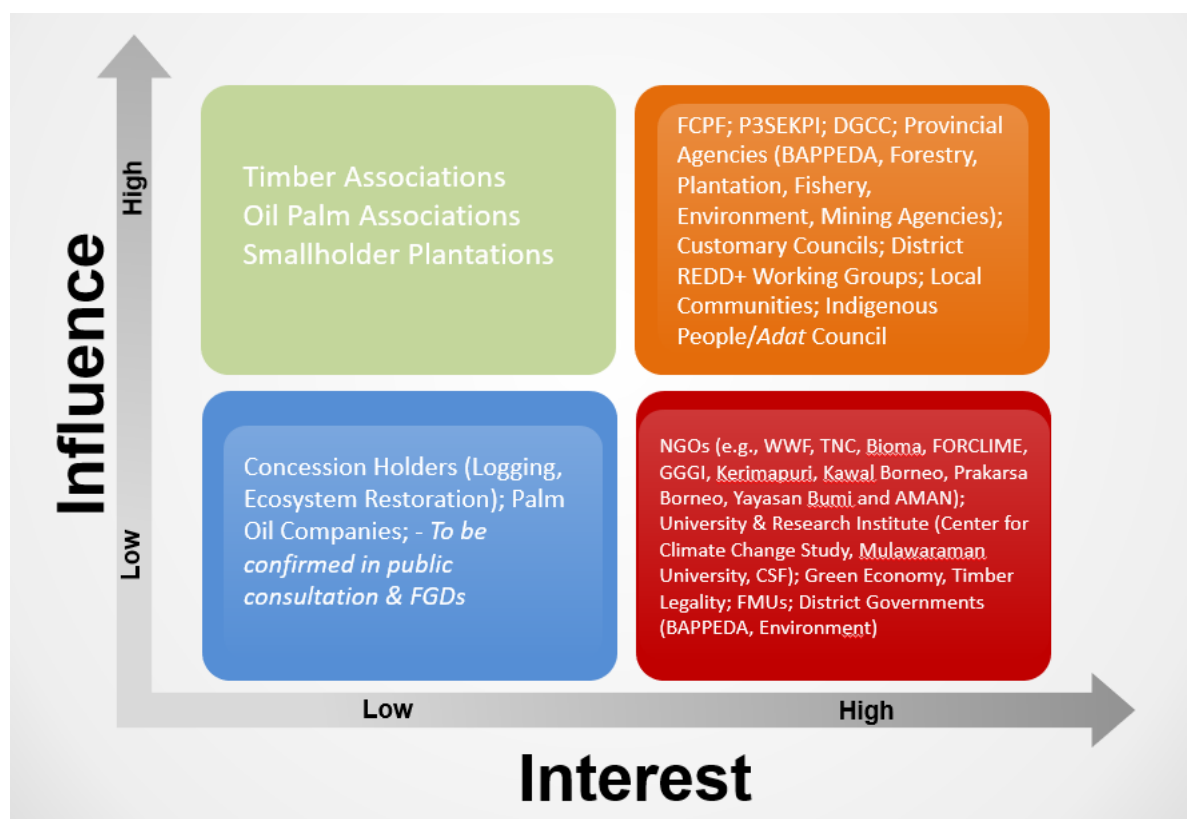 Influence
High
Low
Timber Associations
Oil Palm Associations
Smallholder Plantations
FCPF; P3SEKPI; DGCC; Provincial
Agencies (BAPPEDA, Forestry,
Plantation, Fishery,
Environment, Mining Agencies);
Customary Councils; District
REDD+ Working Groups; Local
Communities; Indigenous
People/Adat Council
Concession Holders (Logging,
Ecosystem Restoration); Palm
Oil Companies; - To be
confirmed in public
consultation & FGDs
NGOs (e.g., WWF, TNC, Bioma, FORCLIME,
GGGI, Kerimapuri, Kawal Borneo, Prakarsa
Borneo, Yayasan Bumi and AMAN);
University & Research Institute (Center for
Climate Change Study, Mulawaraman
University, CSF); Green Economy, Timber
Legality; FMUs; District Governments
(BAPPEDA, Environment)
Low
High
Interest